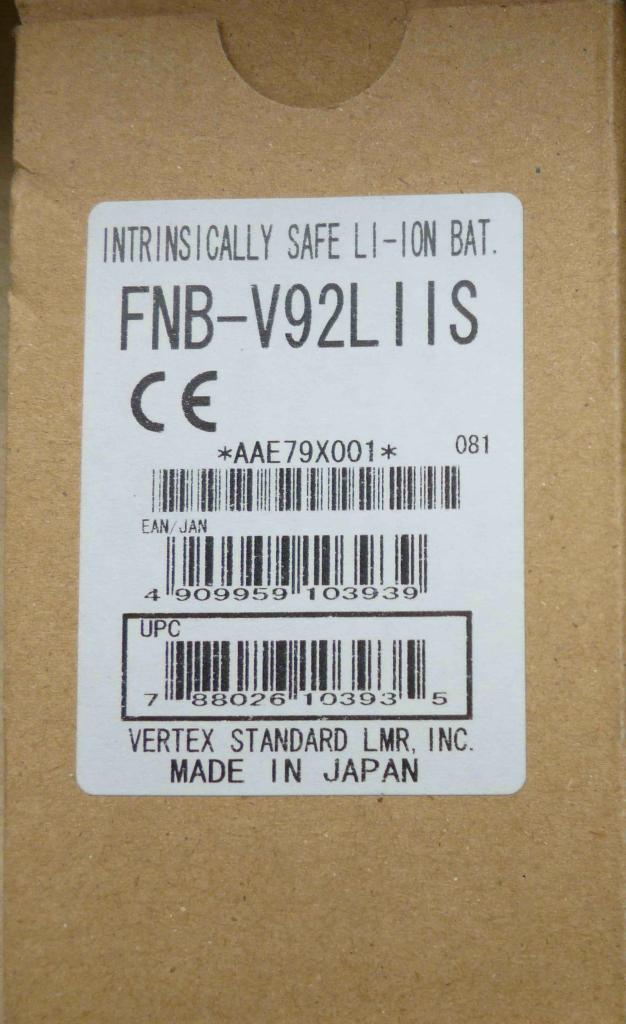 INTRINSICALLY SAFE LI-ION BAT.
FNB-V92LIIS
CE
*AAE79X001* 081
EAN/JAN
4 909959 103939
UPC
7 88026 10393 5
VERTEX STANDARD LMR, INC.
MADE IN JAPAN